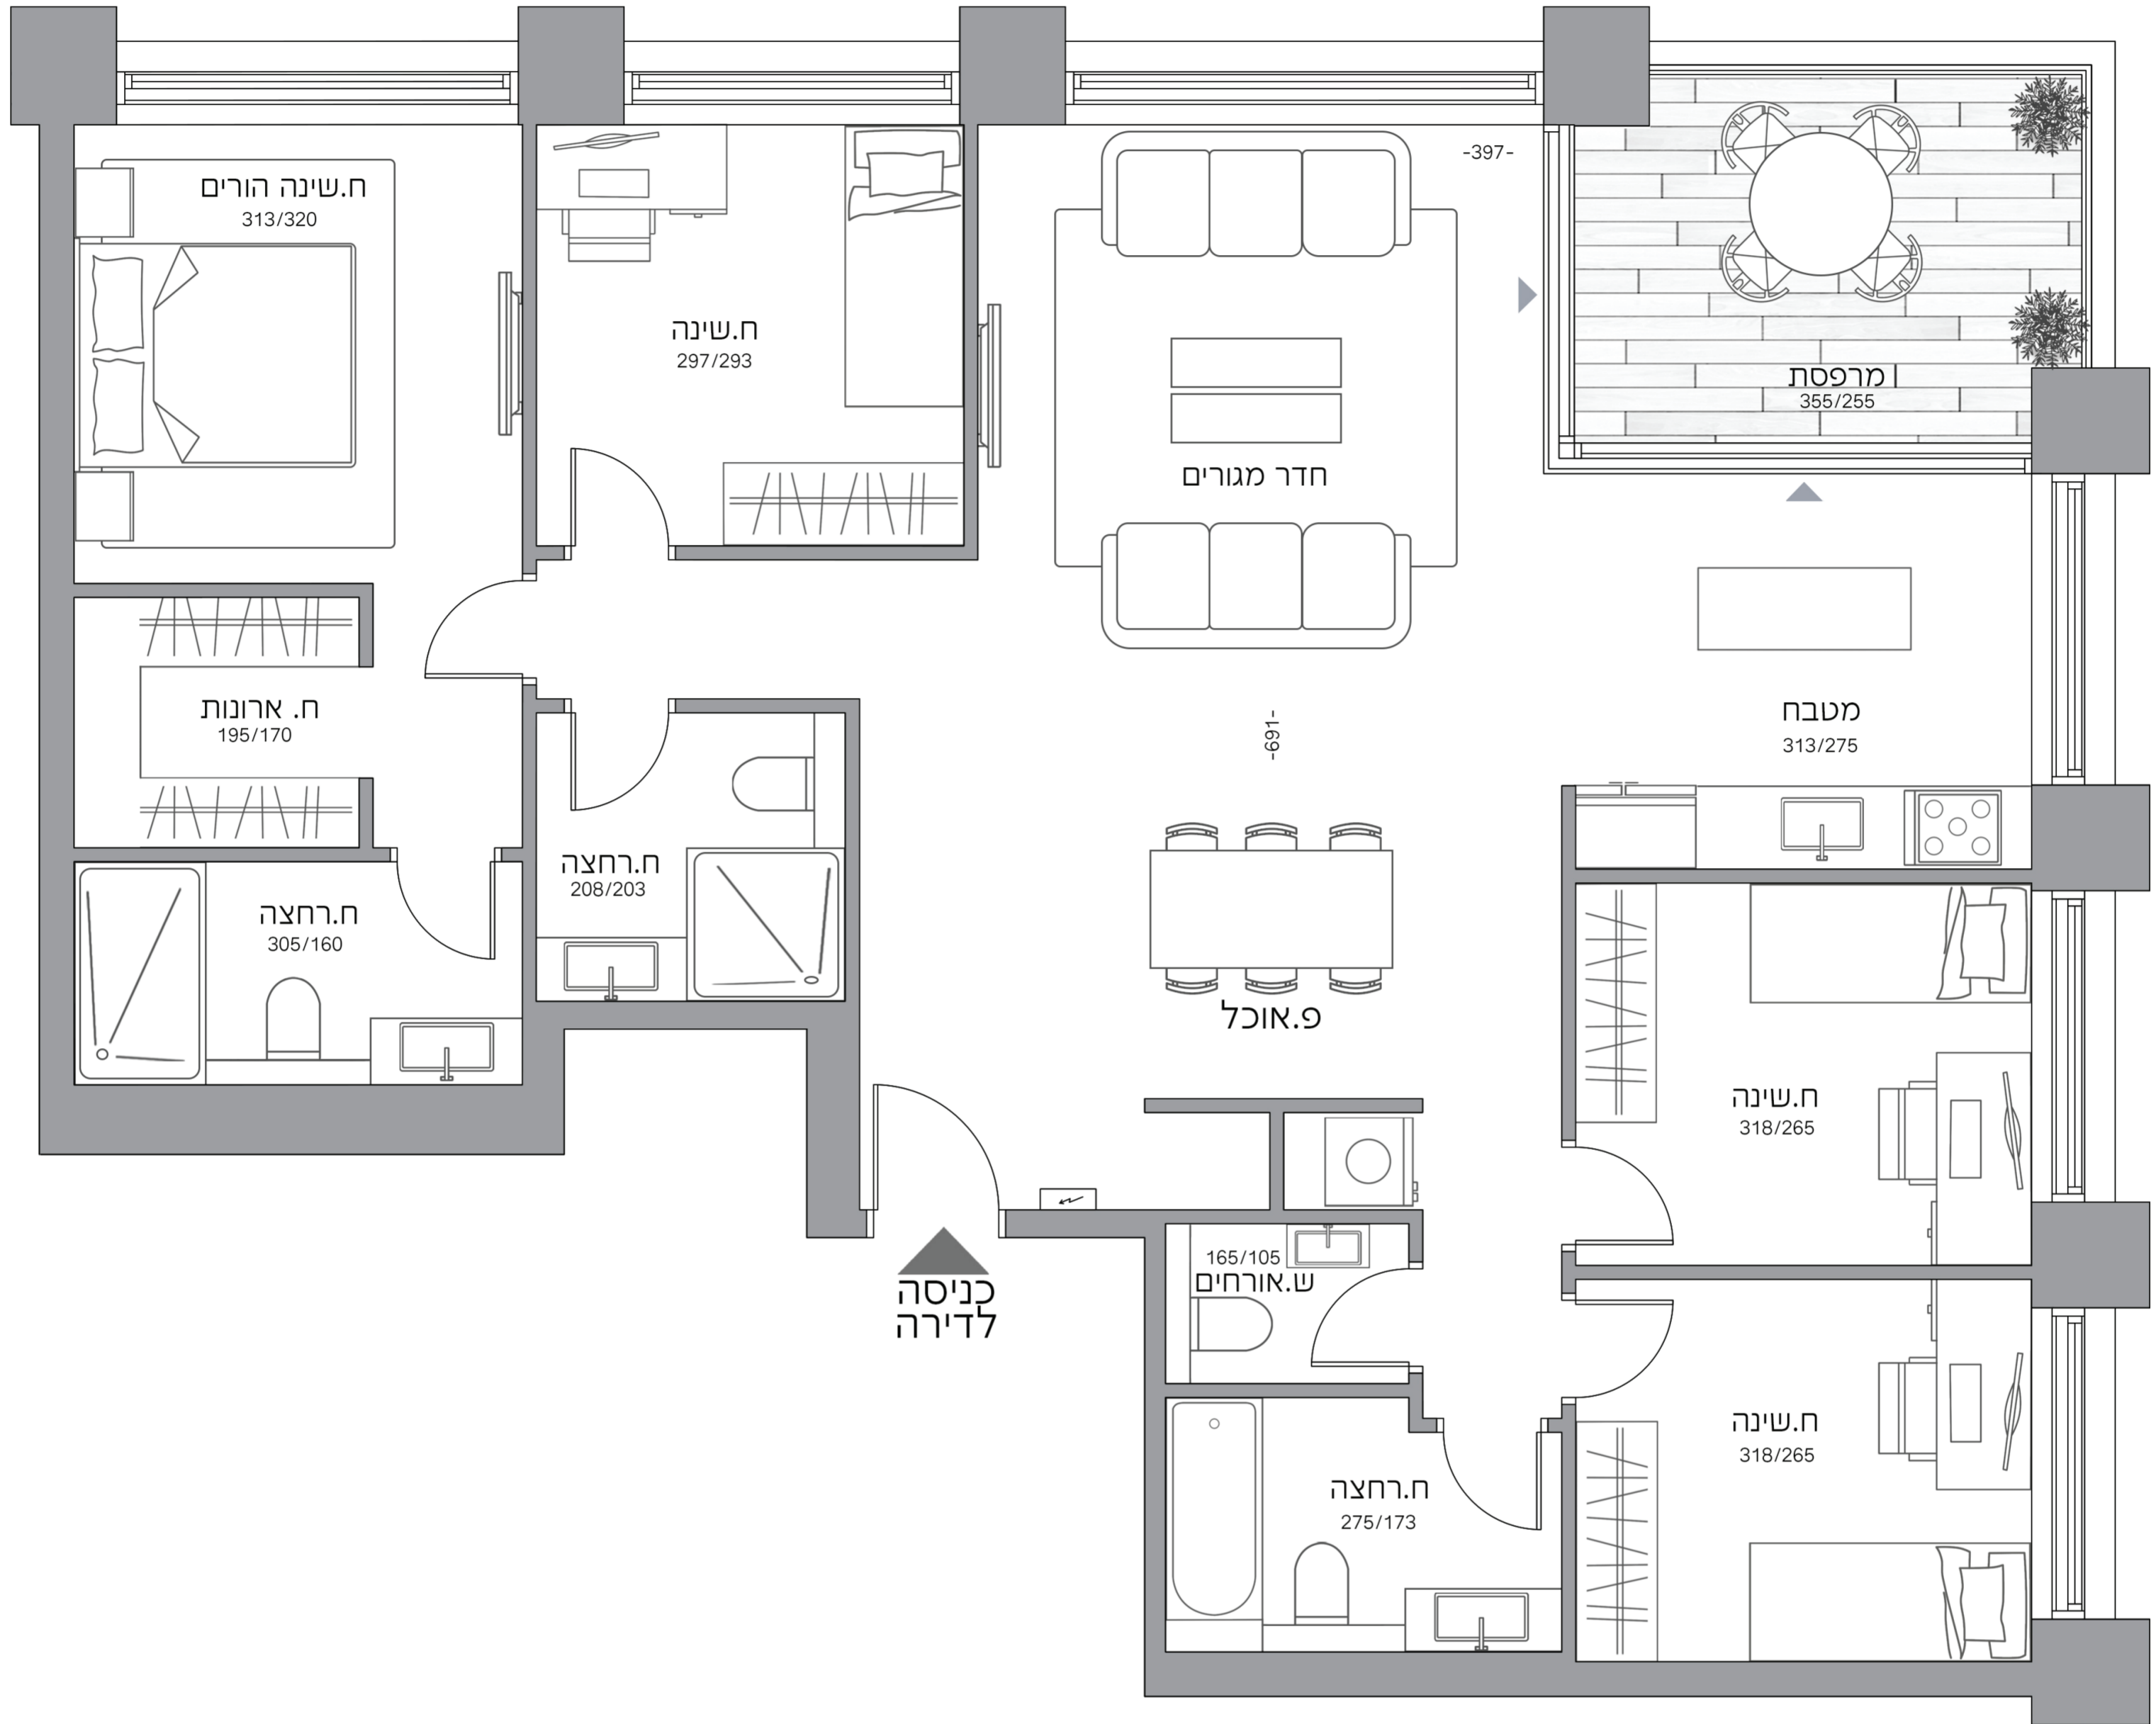 ח.שינה הורים
313/320
ח.שינה
297/293
-397-
חדר מגורים
מרפסת
355/255
ח. ארונות
195/170
-691-
מטבח
313/275
ח.רחצה
208/203
ח.רחצה
305/160
פ.אוכל
ח.שינה
318/265
165/105
ש.אורחים
כניסה
לדירה
ח.שינה
318/265
ח.רחצה
275/173